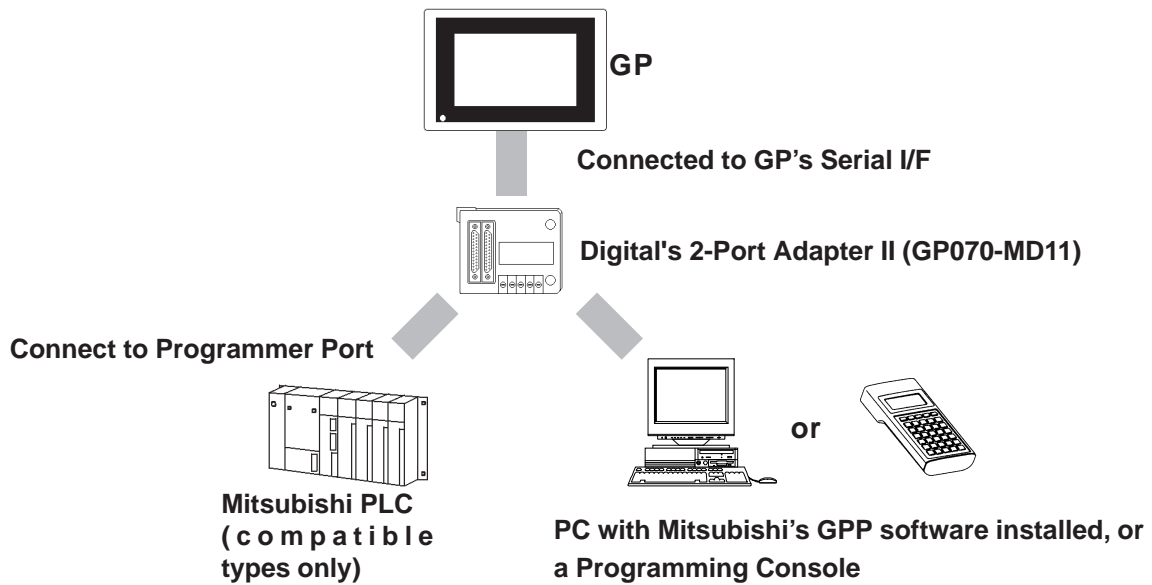 GP
Connected to GP’s Serial I/F
Digital's 2-Port Adapter II (GP070-MD11)
Connect to Programmer Port
or
Mitsubishi PLC
(compatible
types only)
PC with Mitsubishi’s GPP software installed, or
a Programming Console